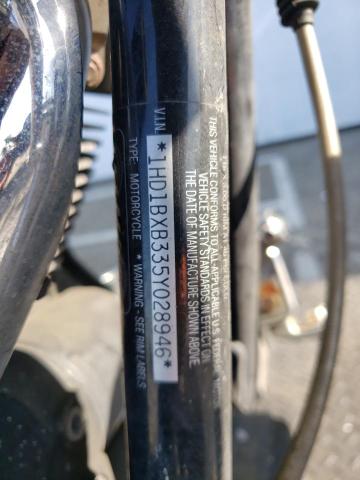 THIS VEHICLE CONFORMS TO ALL APPLICABLE U.S. FEDERAL MOTOR
VEHICLE SAFETY STANDARDS IN EFFECT ON
THE DATE OF MANUFACTURE SHOWN ABOVE
V.I.N. *1HD1BXB335Y028946*
TYPE: MOTORCYCLE * WARNING - SEE RIM LABELS